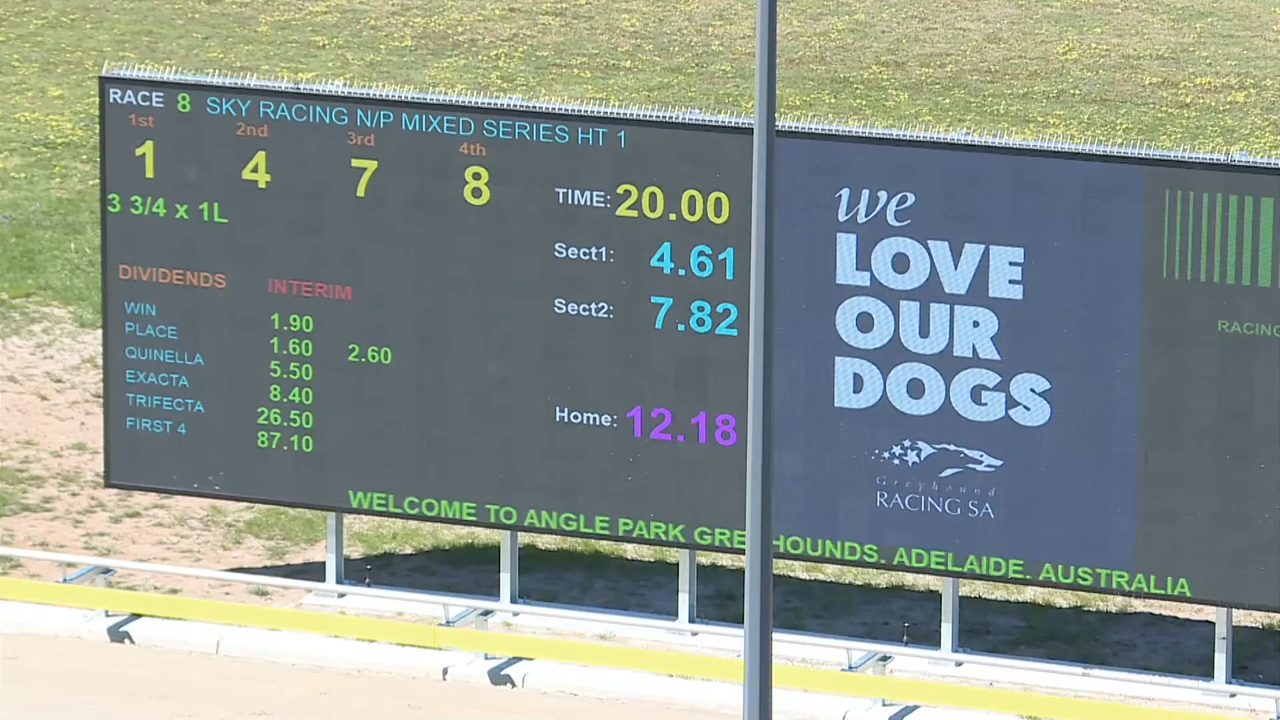 RACE 8 SKY RACING N/P MIXED SERIES HT 1
1st 2nd 3rd 4th
1 4 7 8
3 3/4 x 1L
TIME: 20.00
Sect1: 4.61
Sect2: 7.82
Home: 12.18
DIVIDENDS INTERIM
WIN 1.90
PLACE 1.60 2.60
QUINELLA 5.50
EXACTA 8.40
TRIFECTA 26.50
FIRST 4 87.10
we
LOVE
OUR
DOGS
Greyhound
RACING SA
RACING
WELCOME TO ANGLE PARK GREYHOUNDS. ADELAIDE. AUSTRALIA